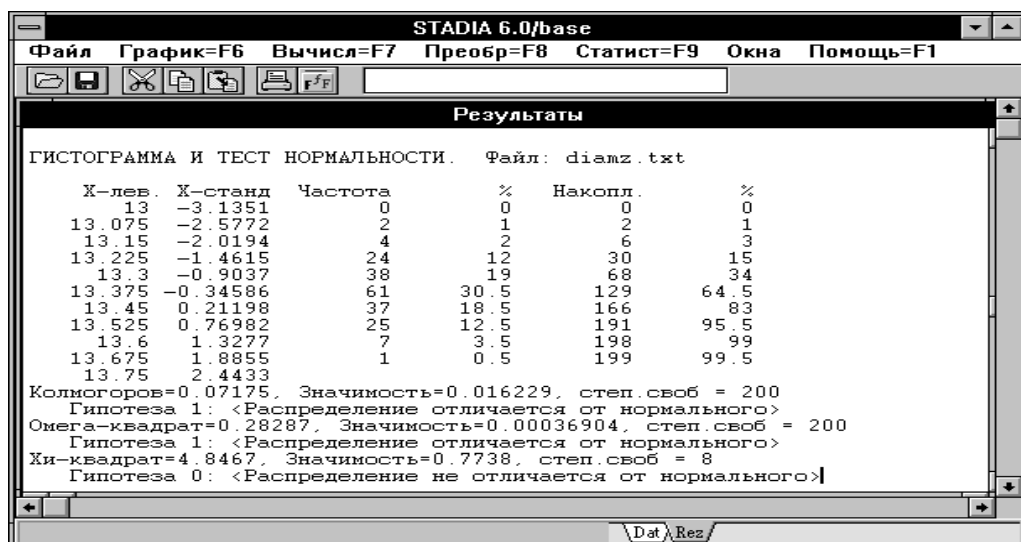 STADIA 6.0/base
Файл График=F6 Вычисл=F7 Преобр=F8 Статист=F9 Окна Помощь=F1
FfF
Результаты
ГИСТОГРАММА И ТЕСТ НОРМАЛЬНОСТИ. Файл: diamz.txt
X-лев. X-станд Частота % Накопл. %
13 -3.1351 0 0 0 0
13.075 -2.5772 2 1 2 1
13.15 -2.0194 4 2 6 3
13.225 -1.4615 24 12 30 15
13.3 -0.9037 38 19 68 34
13.375 -0.34586 61 30.5 129 64.5
13.45 0.21198 37 18.5 166 83
13.525 0.76982 25 12.5 191 95.5
13.6 1.3277 7 3.5 198 99
13.675 1.8855 1 0.5 199 99.5
13.75 2.4433
Колмогоров=0.07175, Значимость=0.016229, степ.своб = 200
Гипотеза 1: <Распределение отличается от нормального>
Омега-квадрат=0.28287, Значимость=0.00036904, степ.своб = 200
Гипотеза 1: <Распределение отличается от нормального>
Хи-квадрат=4.8467, Значимость=0.7738, степ.своб = 8
Гипотеза 0: <Распределение не отличается от нормального>
Dat Rez